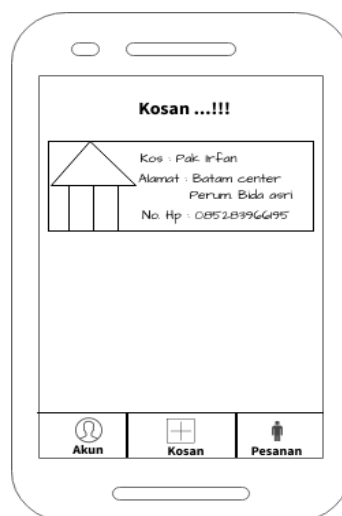 Kosan ...!!!
Kos : Pak Irfan
Alamat : Batam center
Perum. Bida asri
No. Hp : 085283966195
Akun
Kosan
Pesanan